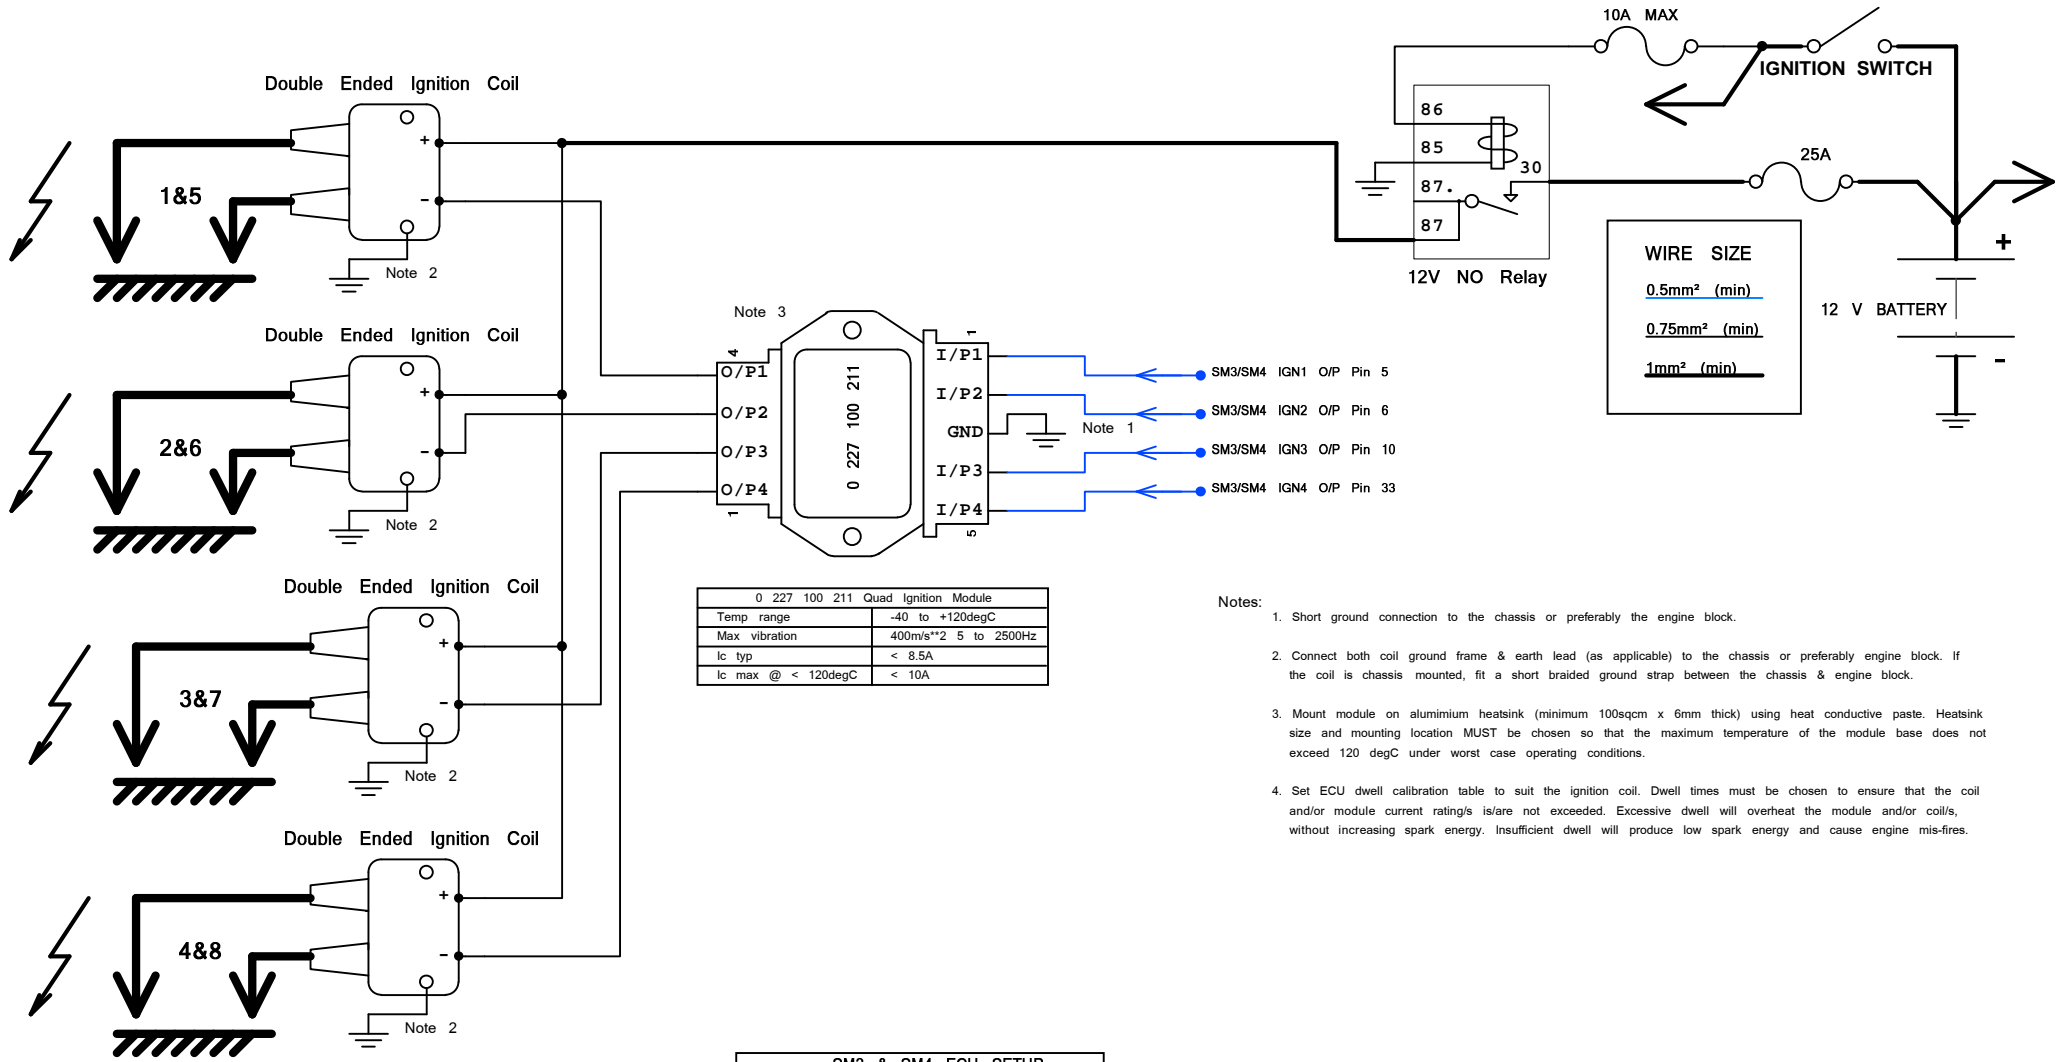 10A MAX
IGNITION SWITCH
Double Ended Ignition Coil
+
-
1&5
Note 2
86
85
30
87.
87
12V NO Relay
25A
WIRE SIZE
0.5mm² (min)
0.75mm² (min)
1mm² (min)
+
12 V BATTERY
-
Double Ended Ignition Coil
+
-
2&6
Note 2
Note 3
4
O/P1
O/P2
O/P3
O/P4
1
0 227 100 211
1
I/P1
I/P2
GND
I/P3
I/P4
5
Note 1
SM3/SM4 IGN1 O/P Pin 5
SM3/SM4 IGN2 O/P Pin 6
SM3/SM4 IGN3 O/P Pin 10
SM3/SM4 IGN4 O/P Pin 33
Double Ended Ignition Coil
+
-
3&7
Note 2
0 227 100 211 Quad Ignition Module
Temp range -40 to +120degC
Max vibration 400m/s**2 5 to 2500Hz
Ic typ < 8.5A
Ic max @ < 120degC < 10A
Notes:
1. Short ground connection to the chassis or preferably the engine block.
2. Connect both coil ground frame & earth lead (as applicable) to the chassis or preferably engine block. If
the coil is chassis mounted, fit a short braided ground strap between the chassis & engine block.
3. Mount module on alumimium heatsink (minimum 100sqcm x 6mm thick) using heat conductive paste. Heatsink
size and mounting location MUST be chosen so that the maximum temperature of the module base does not
exceed 120 degC under worst case operating conditions.
4. Set ECU dwell calibration table to suit the ignition coil. Dwell times must be chosen to ensure that the coil
and/or module current rating/s is/are not exceeded. Excessive dwell will overheat the module and/or coil/s,
without increasing spark energy. Insufficient dwell will produce low spark energy and cause engine mis-fires.
Double Ended Ignition Coil
+
-
4&8
Note 2
SM3 & SM4 ECU SETUP